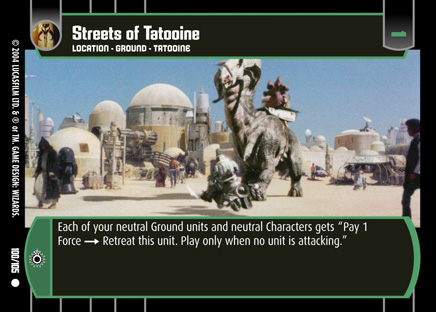 Streets of Tatooine
LOCATION - GROUND - TATOOINE
1
Each of your neutral Ground units and neutral Characters gets “Pay 1
Force → Retreat this unit. Play only when no unit is attacking.”
© 2004 LUCASFILM LTD. & ® or TM. GAME DESIGN: WIZARDS.
100/105